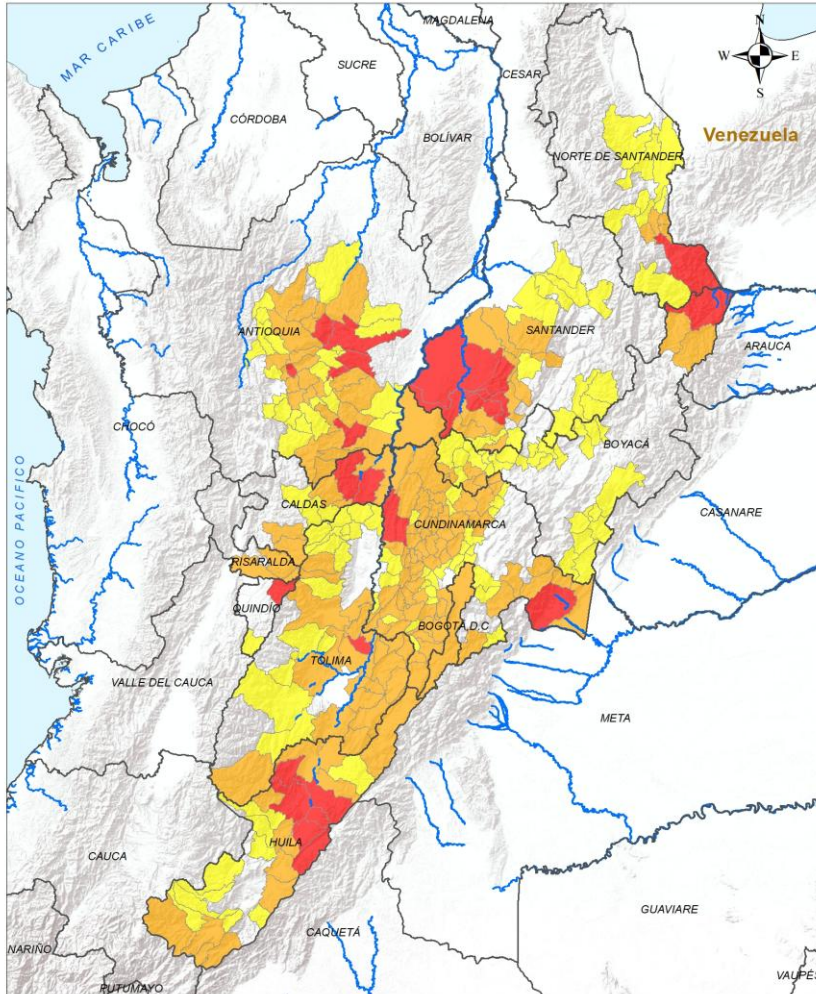 MAGDALENA
N
MAR CARIBE
W
E
SUCRE
CESAR
S
CÓRDOBA
BOLÍVAR
Venezuela
NORTE DE SANTANDER
ANTIOQUIA
SANTANDER
ARAUCA
CHOCÓ
BOYACÁ
OCEANO PACIFICO
CALDAS
CUNDINAMARCA
CASANARE
RISARALDA
QUINDÍO
BOGOTÁ, D.C
TOLIMA
VALLE DEL CAUCA
META
HUILA
CAUCA
GUAVIARE
CAQUETÁ
NARIÑO
PUTUMAYO
VAUPÉS